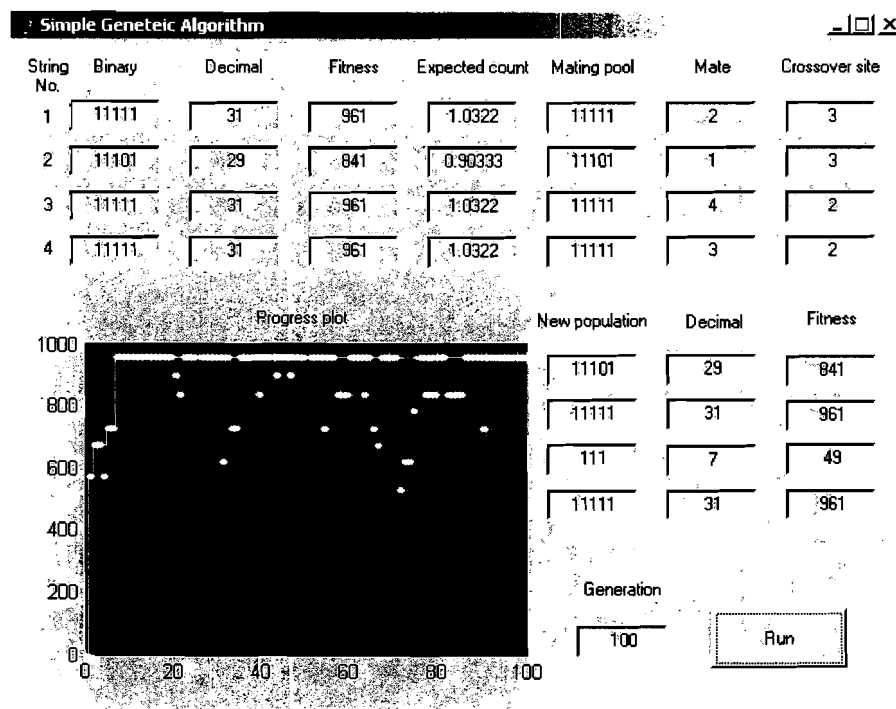 Simple Geneteic Algorithm
String No. Binary Decimal Fitness Expected count Mating pool Mate Crossover site
1 11111 31 961 1.0322 11111 2 3
2 11101 29 841 0.90333 11101 1 3
3 11111 31 961 1.0322 11111 4 2
4 11111 31 961 1.0322 11111 3 2
Progress plot
1000
800
600
400
200
0
0 20 40 60 80 100
New population Decimal Fitness
11101 29 841
11111 31 961
111 7 49
11111 31 961
Generation
100
Run